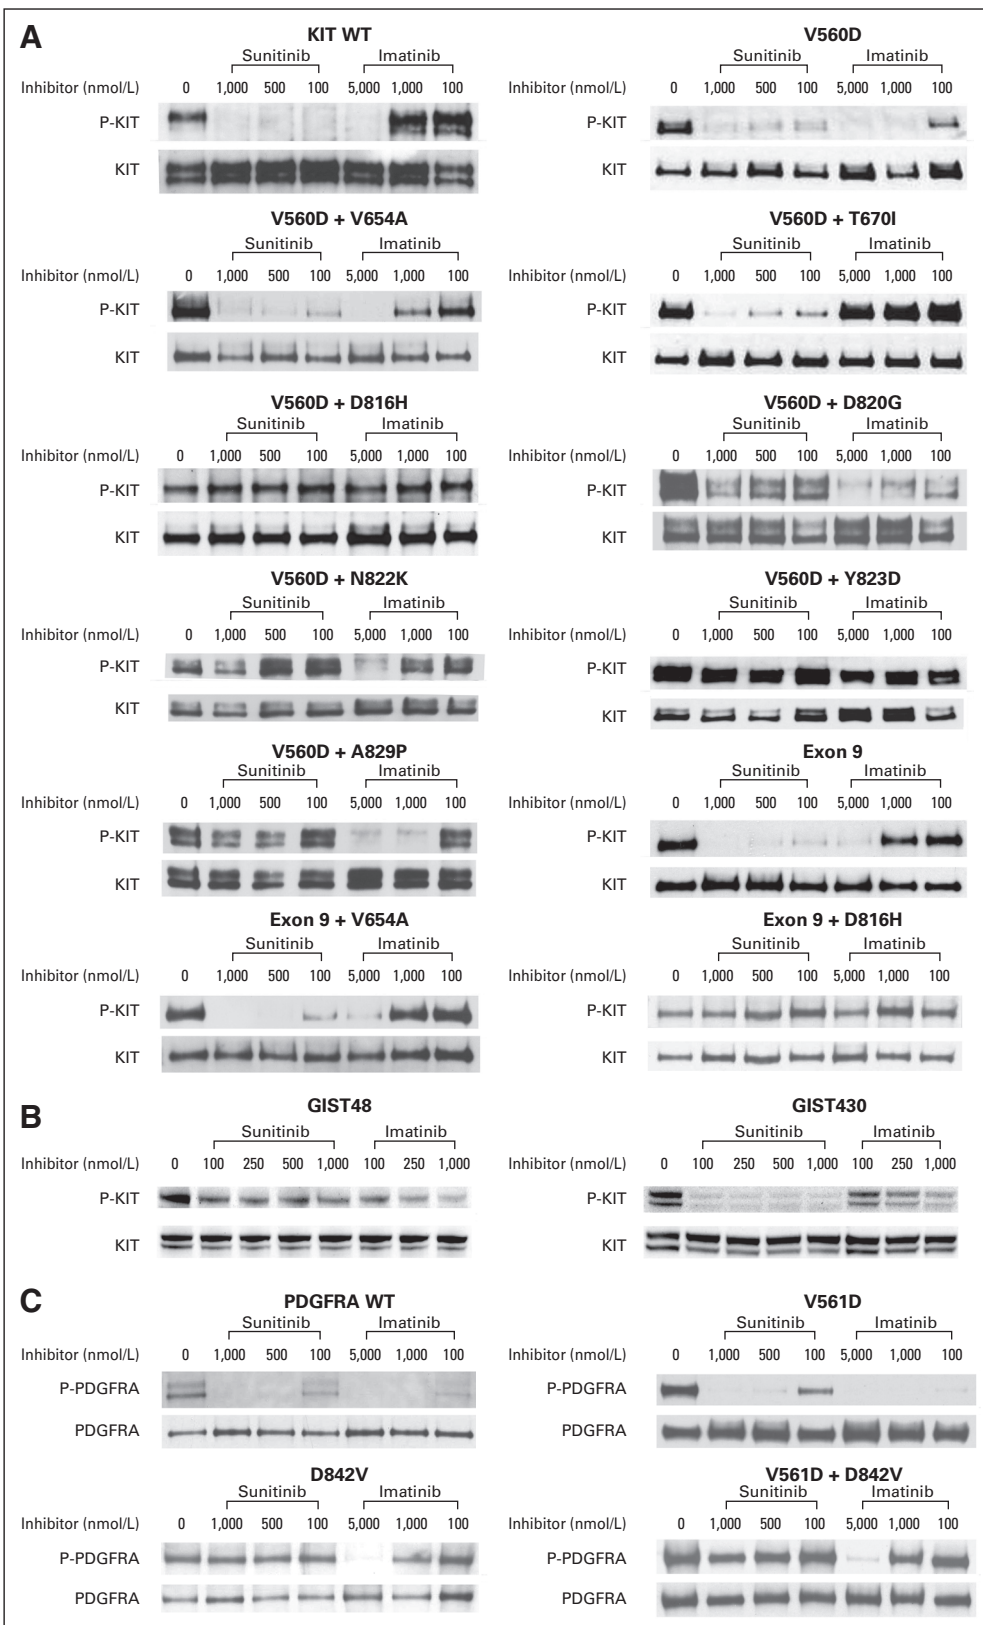 A
KIT WT
Sunitinib Imatinib
Inhibitor (nmol/L) 0 1,000 500 100 5,000 1,000 100
P-KIT
KIT
V560D
Sunitinib Imatinib
Inhibitor (nmol/L) 0 1,000 500 100 5,000 1,000 100
P-KIT
KIT
V560D + V654A
Sunitinib Imatinib
Inhibitor (nmol/L) 0 1,000 500 100 5,000 1,000 100
P-KIT
KIT
V560D + T670I
Sunitinib Imatinib
Inhibitor (nmol/L) 0 1,000 500 100 5,000 1,000 100
P-KIT
KIT
V560D + D816H
Sunitinib Imatinib
Inhibitor (nmol/L) 0 1,000 500 100 5,000 1,000 100
P-KIT
KIT
V560D + D820G
Sunitinib Imatinib
Inhibitor (nmol/L) 0 1,000 500 100 5,000 1,000 100
P-KIT
KIT
V560D + N822K
Sunitinib Imatinib
Inhibitor (nmol/L) 0 1,000 500 100 5,000 1,000 100
P-KIT
KIT
V560D + Y823D
Sunitinib Imatinib
Inhibitor (nmol/L) 0 1,000 500 100 5,000 1,000 100
P-KIT
KIT
V560D + A829P
Sunitinib Imatinib
Inhibitor (nmol/L) 0 1,000 500 100 5,000 1,000 100
P-KIT
KIT
Exon 9
Sunitinib Imatinib
Inhibitor (nmol/L) 0 1,000 500 100 5,000 1,000 100
P-KIT
KIT
Exon 9 + V654A
Sunitinib Imatinib
Inhibitor (nmol/L) 0 1,000 500 100 5,000 1,000 100
P-KIT
KIT
Exon 9 + D816H
Sunitinib Imatinib
Inhibitor (nmol/L) 0 1,000 500 100 5,000 1,000 100
P-KIT
KIT
B
GIST48
Sunitinib Imatinib
Inhibitor (nmol/L) 0 100 250 500 1,000 100 250 1,000
P-KIT
KIT
GIST430
Sunitinib Imatinib
Inhibitor (nmol/L) 0 100 250 500 1,000 100 250 1,000
P-KIT
KIT
C
PDGFRA WT
Sunitinib Imatinib
Inhibitor (nmol/L) 0 1,000 500 100 5,000 1,000 100
P-PDGFRA
PDGFRA
V561D
Sunitinib Imatinib
Inhibitor (nmol/L) 0 1,000 500 100 5,000 1,000 100
P-PDGFRA
PDGFRA
D842V
Sunitinib Imatinib
Inhibitor (nmol/L) 0 1,000 500 100 5,000 1,000 100
P-PDGFRA
PDGFRA
V561D + D842V
Sunitinib Imatinib
Inhibitor (nmol/L) 0 1,000 500 100 5,000 1,000 100
P-PDGFRA
PDGFRA